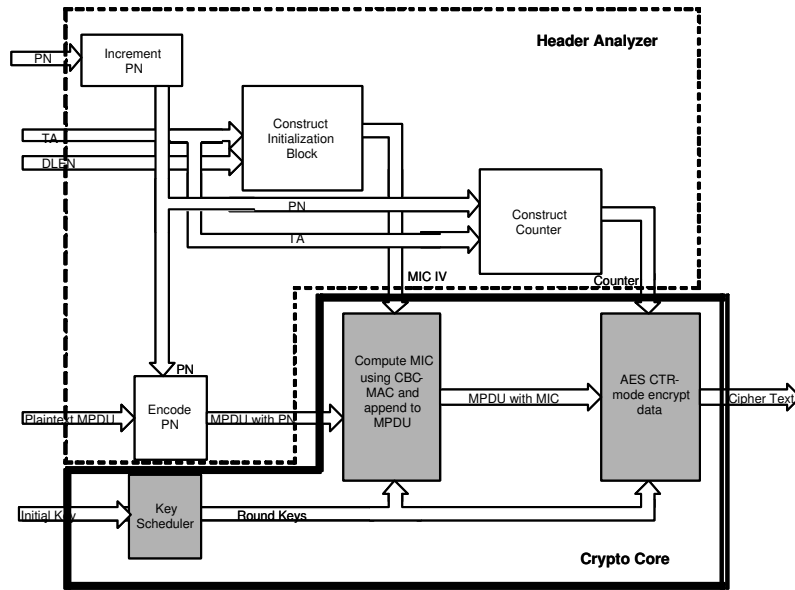 Header Analyzer
Increment
PN
PN
Construct
Initialization
Block
TA
DLEN
PN
Construct
Counter
TA
MIC IV
Counter
PN
Compute MIC
using CBC-
MAC and
append to
MPDU
AES CTR-
mode encrypt
data
Plaintext MPDU
Encode
PN
MPDU with PN
MPDU with MIC
Cipher Text
Initial Key
Key
Scheduler
Round Keys
Crypto Core